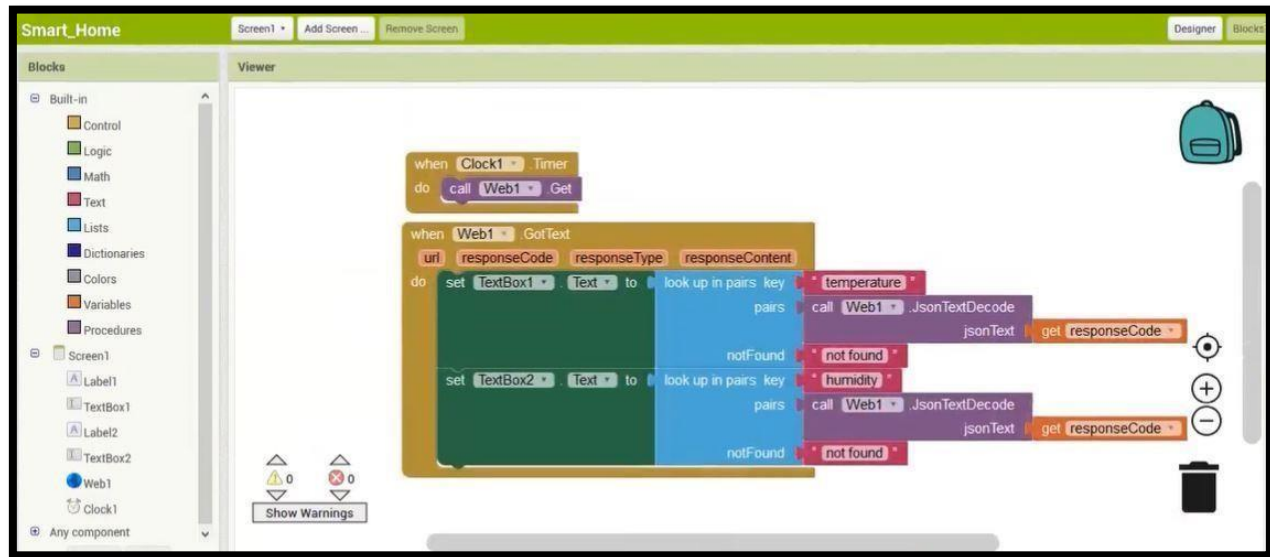 Smart_Home
Screen1 Add Screen ... Remove Screen
Designer Blocks
Blocks
Viewer
Built-in
Control
Logic
Math
Text
Lists
Dictionaries
Colors
Variables
Procedures
Screen1
Label1
TextBox1
Label2
TextBox2
Web1
Clock1
Any component
when Clock1 .Timer
do call Web1 .Get
when Web1 .GotText
url responseCode responseType responseContent
do set TextBox1 . Text to look up in pairs key " temperature "
pairs call Web1 .JsonTextDecode
jsonText get responseCode
notFound " not found "
set TextBox2 . Text to look up in pairs key " humidity "
pairs call Web1 .JsonTextDecode
jsonText get responseCode
notFound " not found "
0 0
Show Warnings